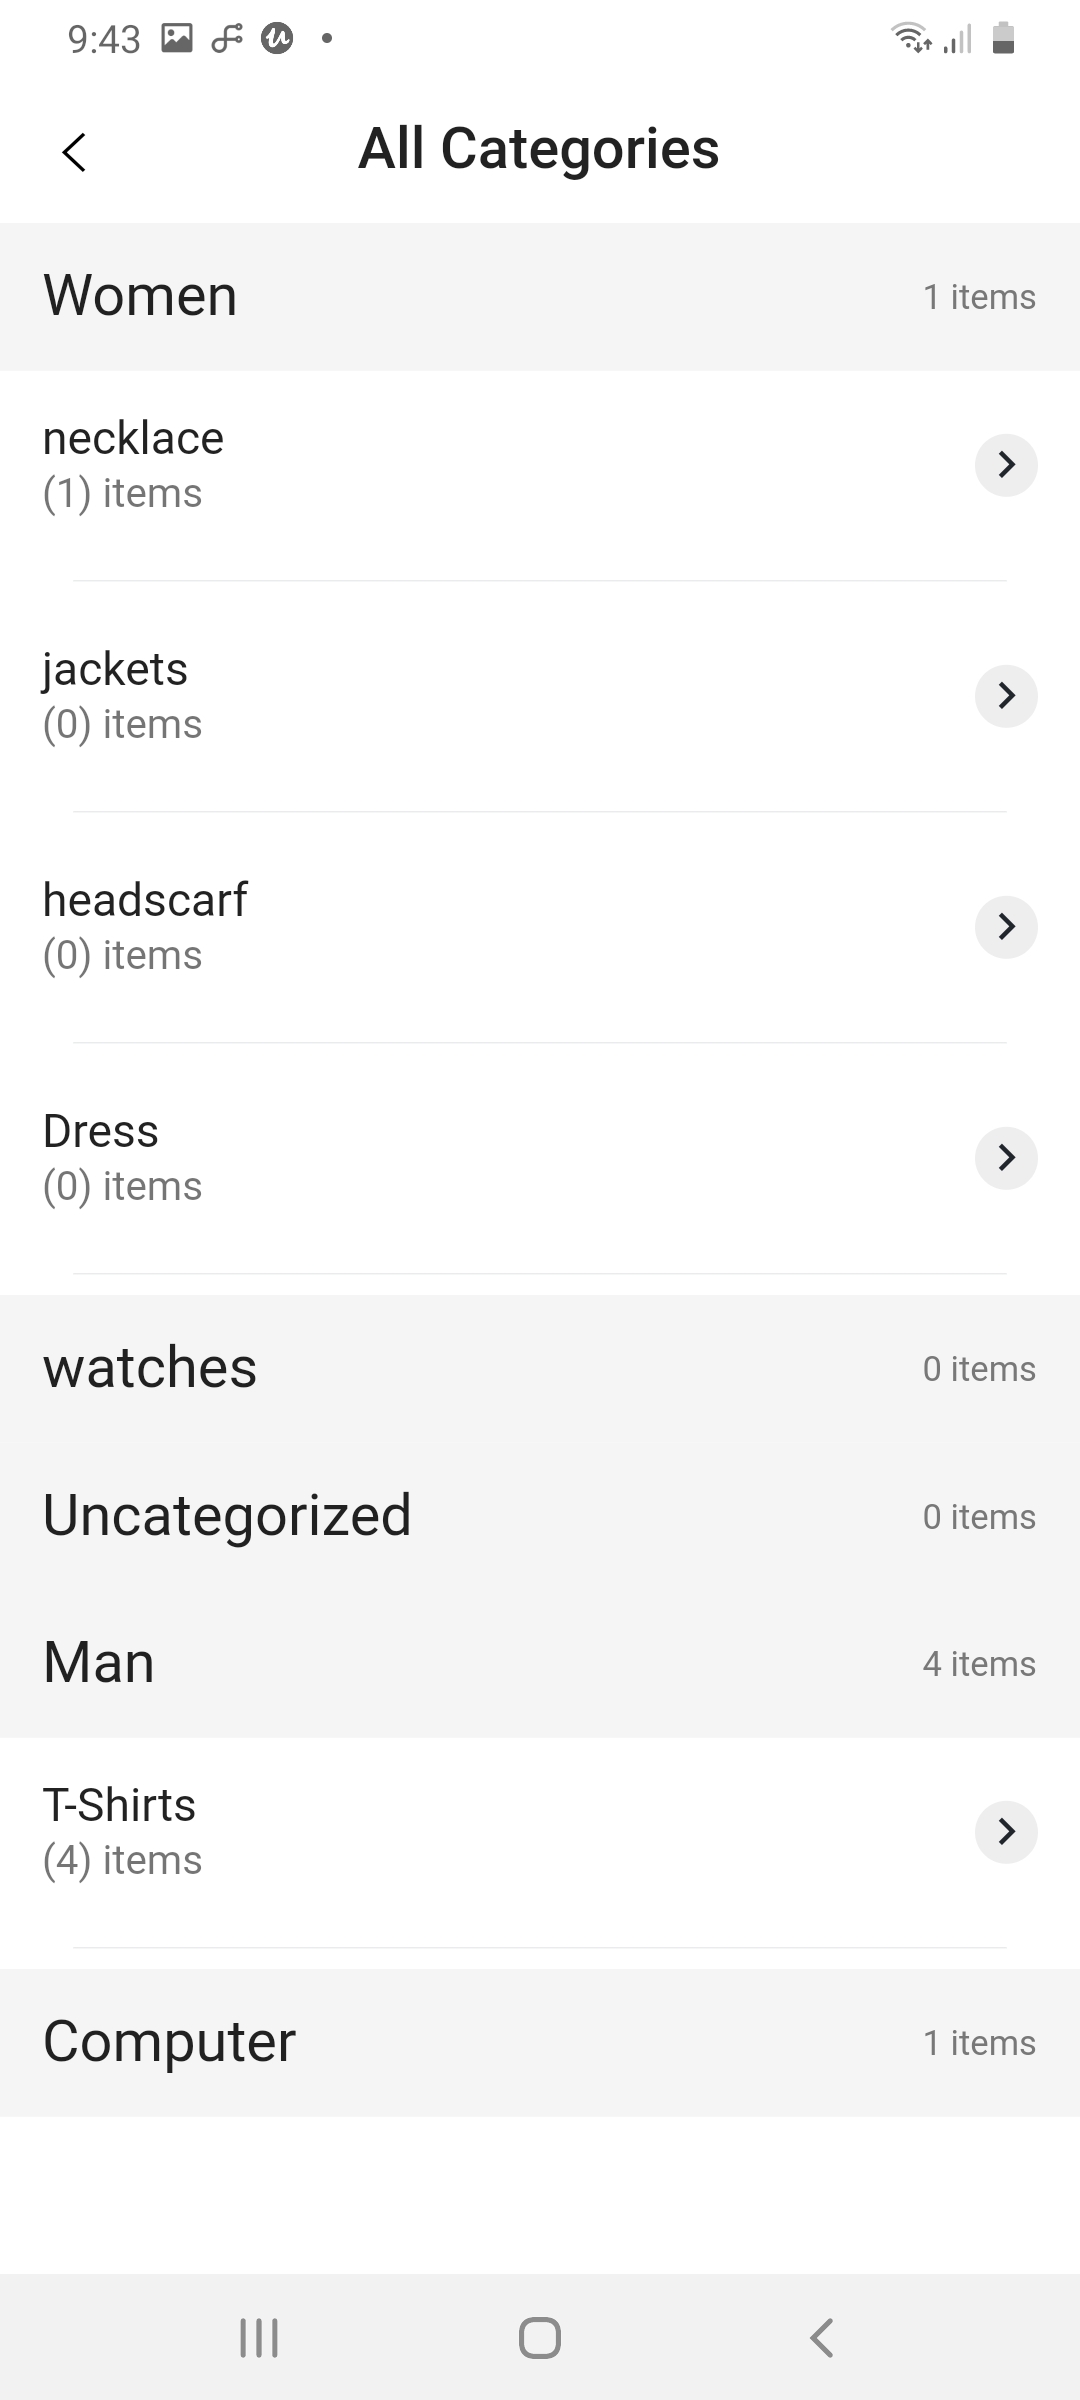 9:43
All Categories
Women 1 items
necklace
(1) items
jackets
(0) items
headscarf
(0) items
Dress
(0) items
watches 0 items
Uncategorized 0 items
Man 4 items
T-Shirts
(4) items
Computer 1 items